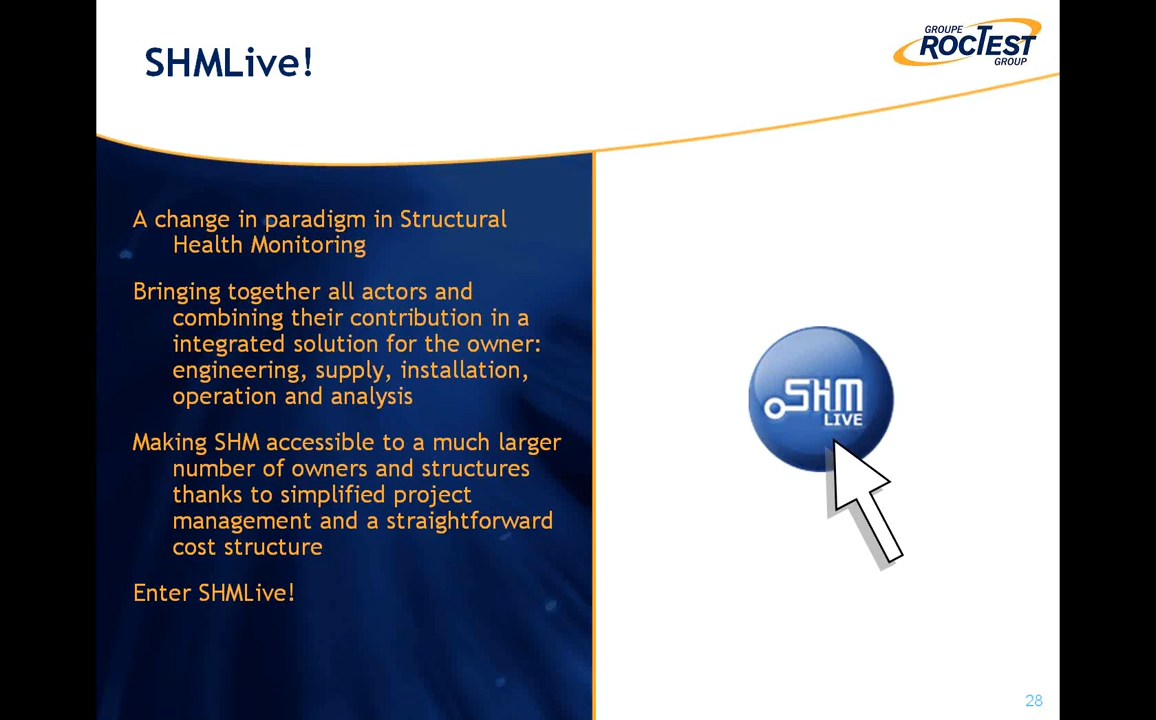 SHMLive!
GROUPE
ROCTEST
GROUP
A change in paradigm in Structural
Health Monitoring
Bringing together all actors and
combining their contribution in a
integrated solution for the owner:
engineering, supply, installation,
operation and analysis
Making SHM accessible to a much larger
number of owners and structures
thanks to simplified project
management and a straightforward
cost structure
Enter SHMLive!
SHM
LIVE
28